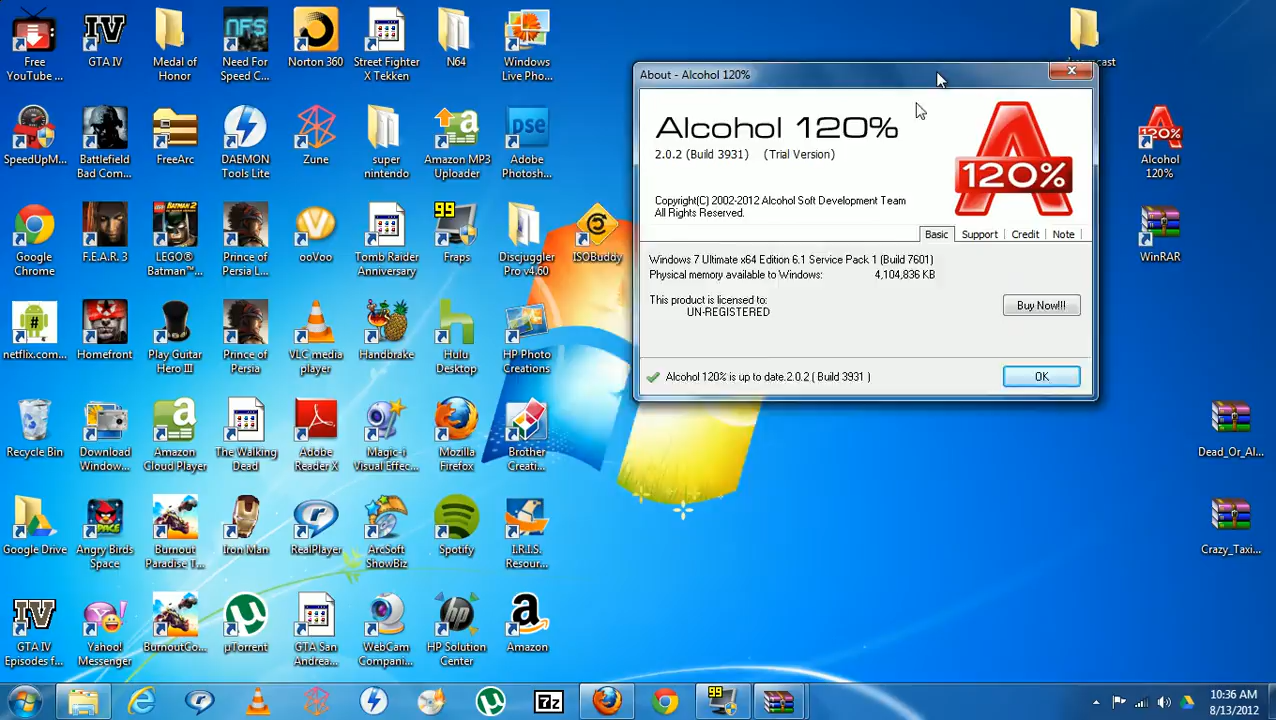 Free YouTube ...
GTA IV
Medal of Honor
NFS
Need For Speed C...
Norton 360
Street Fighter X Tekken
N64
Windows Live Pho...
SpeedUpM...
Battlefield Bad Com...
FreeArc
DAEMON Tools Lite
Zune
super nintendo
Amazon MP3 Uploader
pse
Adobe Photosh...
Google Chrome
F.E.A.R. 3
LEGO® Batman™...
Prince of Persia L...
ooVoo
Tomb Raider Anniversary
99
Fraps
Discjuggler Pro v4.60
ISOBuddy
netflix.com...
Homefront
Play Guitar Hero III
Prince of Persia
VLC media player
Handbrake
Hulu Desktop
HP Photo Creations
Recycle Bin
Download Window...
Amazon Cloud Player
The Walking Dead
Adobe Reader X
Magic-i Visual Effec...
Mozilla Firefox
Brother Creati...
Google Drive
Angry Birds Space
Burnout Paradise T...
Iron Man
RealPlayer
ArcSoft ShowBiz
Spotify
I.R.I.S. Resour...
IV
GTA IV Episodes f...
Yahoo! Messenger
BurnoutCo...
µTorrent
GTA San Andrea...
WebCam Compani...
HP Solution Center
Amazon
About - Alcohol 120%
Alcohol 120%
2.0.2 (Build 3931) (Trial Version)
120%
Copyright(C) 2002-2012 Alcohol Soft Development Team
All Rights Reserved.
Basic Support Credit Note
Windows 7 Ultimate x64 Edition 6.1 Service Pack 1 (Build 7601)
Physical memory available to Windows: 4,104,836 KB
This product is licensed to:
UN-REGISTERED
Buy Now!!!
Alcohol 120% is up to date.2.0.2 ( Build 3931 )
OK
120%
Alcohol 120%
WinRAR
Dead_Or_Al...
Crazy_Taxi...
7z
99
10:36 AM
8/13/2012